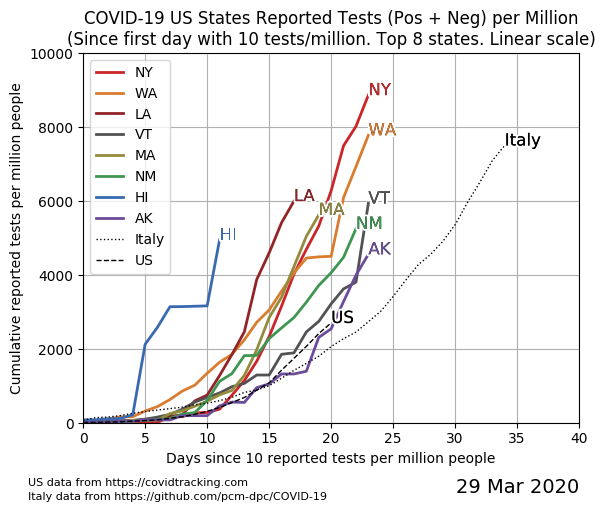 COVID-19 US States Reported Tests (Pos + Neg) per Million
(Since first day with 10 tests/million. Top 8 states. Linear scale)
Cumulative reported tests per million people
10000
8000
6000
4000
2000
0
NY
WA
LA
VT
MA
NM
HI
AK
Italy
US
NY
WA
Italy
LA
VT
MA
NM
HI
AK
US
0 5 10 15 20 25 30 35 40
Days since 10 reported tests per million people
US data from https://covidtracking.com
Italy data from https://github.com/pcm-dpc/COVID-19
29 Mar 2020